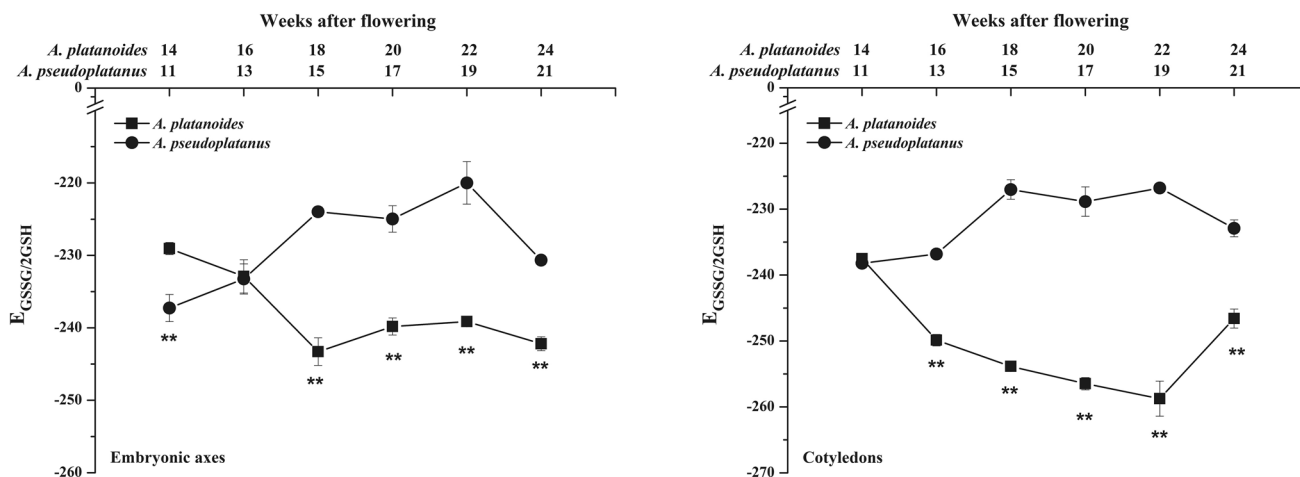 Weeks after flowering
A. platanoides 14 16 18 20 22 24
A. pseudoplatanus 11 13 15 17 19 21
0
A. platanoides
A. pseudoplatanus
-220
-230
-240
-250
-260
E_GSSG/2GSH
** ** ** ** **
Embryonic axes
Weeks after flowering
A. platanoides 14 16 18 20 22 24
A. pseudoplatanus 11 13 15 17 19 21
0
A. platanoides
A. pseudoplatanus
-220
-230
-240
-250
-260
-270
E_GSSG/2GSH
** ** ** ** **
Cotyledons